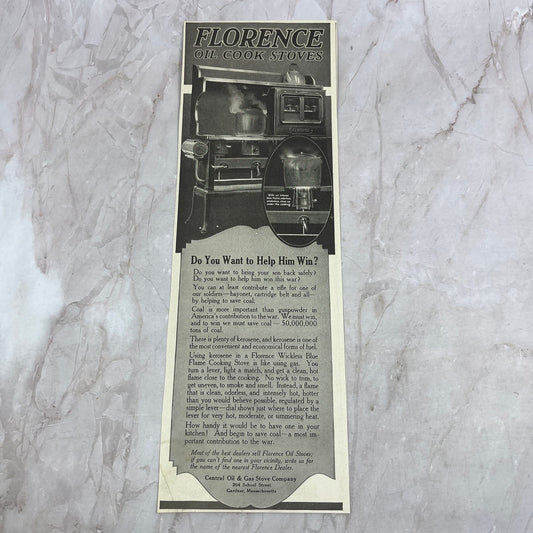 FLORENCE
OIL COOK STOVES
Do You Want to Help Him Win?
Do you want to bring your son back safely?
Do you want to help him win this war?
You can at least contribute a rifle for one of
our soldiers—bayonet, cartridge belt and all—
by helping to save coal.
Coal is more important than gunpowder in
America's contribution to the war. We must win,
and to win we must save coal — 50,000,000
tons of coal.
There is plenty of kerosene, and kerosene is one of
the most convenient and economical forms of fuel.
Using kerosene in a Florence Wickless Blue
Flame Cooking Stove is like using gas. You
turn a lever, light a match, and get a clean, hot
flame close to the cooking. No wick to trim, to
get uneven, to smoke and smell. Instead, a flame
that is clean, odorless, and intensely hot, hotter
than you would believe possible, regulated by a
simple lever—dial shows just where to place the
lever for very hot, moderate, or simmering heat.
How handy it would be to have one in your
kitchen! And begin to save coal—a most im-
portant contribution to the war.
Most of the best dealers sell Florence Oil Stoves;
if you can't find one in your vicinity, write us for
the name of the nearest Florence Dealer.
Central Oil & Gas Stove Company
264 School Street
Gardner, Massachusetts